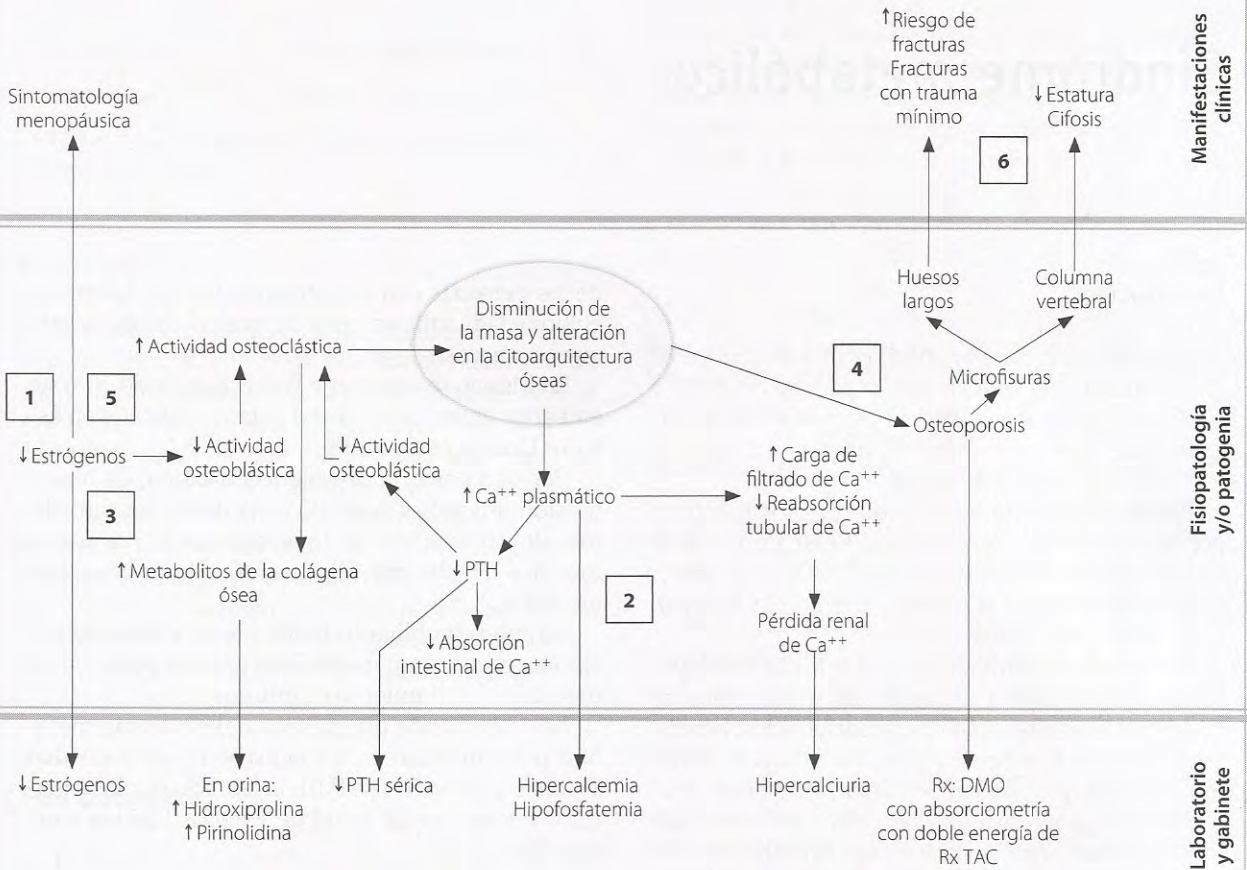 índrome metabólico
↑Riesgo de
fracturas
Fracturas
con trauma
mínimo
↓Estatura
Cifosis
Sintomatología
menopáusica
6
Manifestaciones
clínicas
Huesos
largos
Columna
vertebral
Disminución de
la masa y alteración
en la citoarquitectura
óseas
↑Actividad osteoclástica
4
Microfisuras
1
5
Osteoporosis
↓Estrógenos
↓Actividad
osteoblástica
↓Actividad
osteoblástica
↑Carga de
filtrado de Ca++
↓Reabsorción
tubular de Ca++
↑Ca++ plasmático
3
↑Metabolitos de la colágena
ósea
↓PTH
2
↓Absorción
intestinal de Ca++
Pérdida renal
de Ca++
Fisiopatología
y/o patogenia
↓Estrógenos
En orina:
↑Hidroxiprolina
↑Pirinolidina
↓PTH sérica
Hipercalcemia
Hipofosfatemia
Hipercalciuria
Rx: DMO
con absorciometría
con doble energía de
Rx TAC
Laboratorio
y gabinete